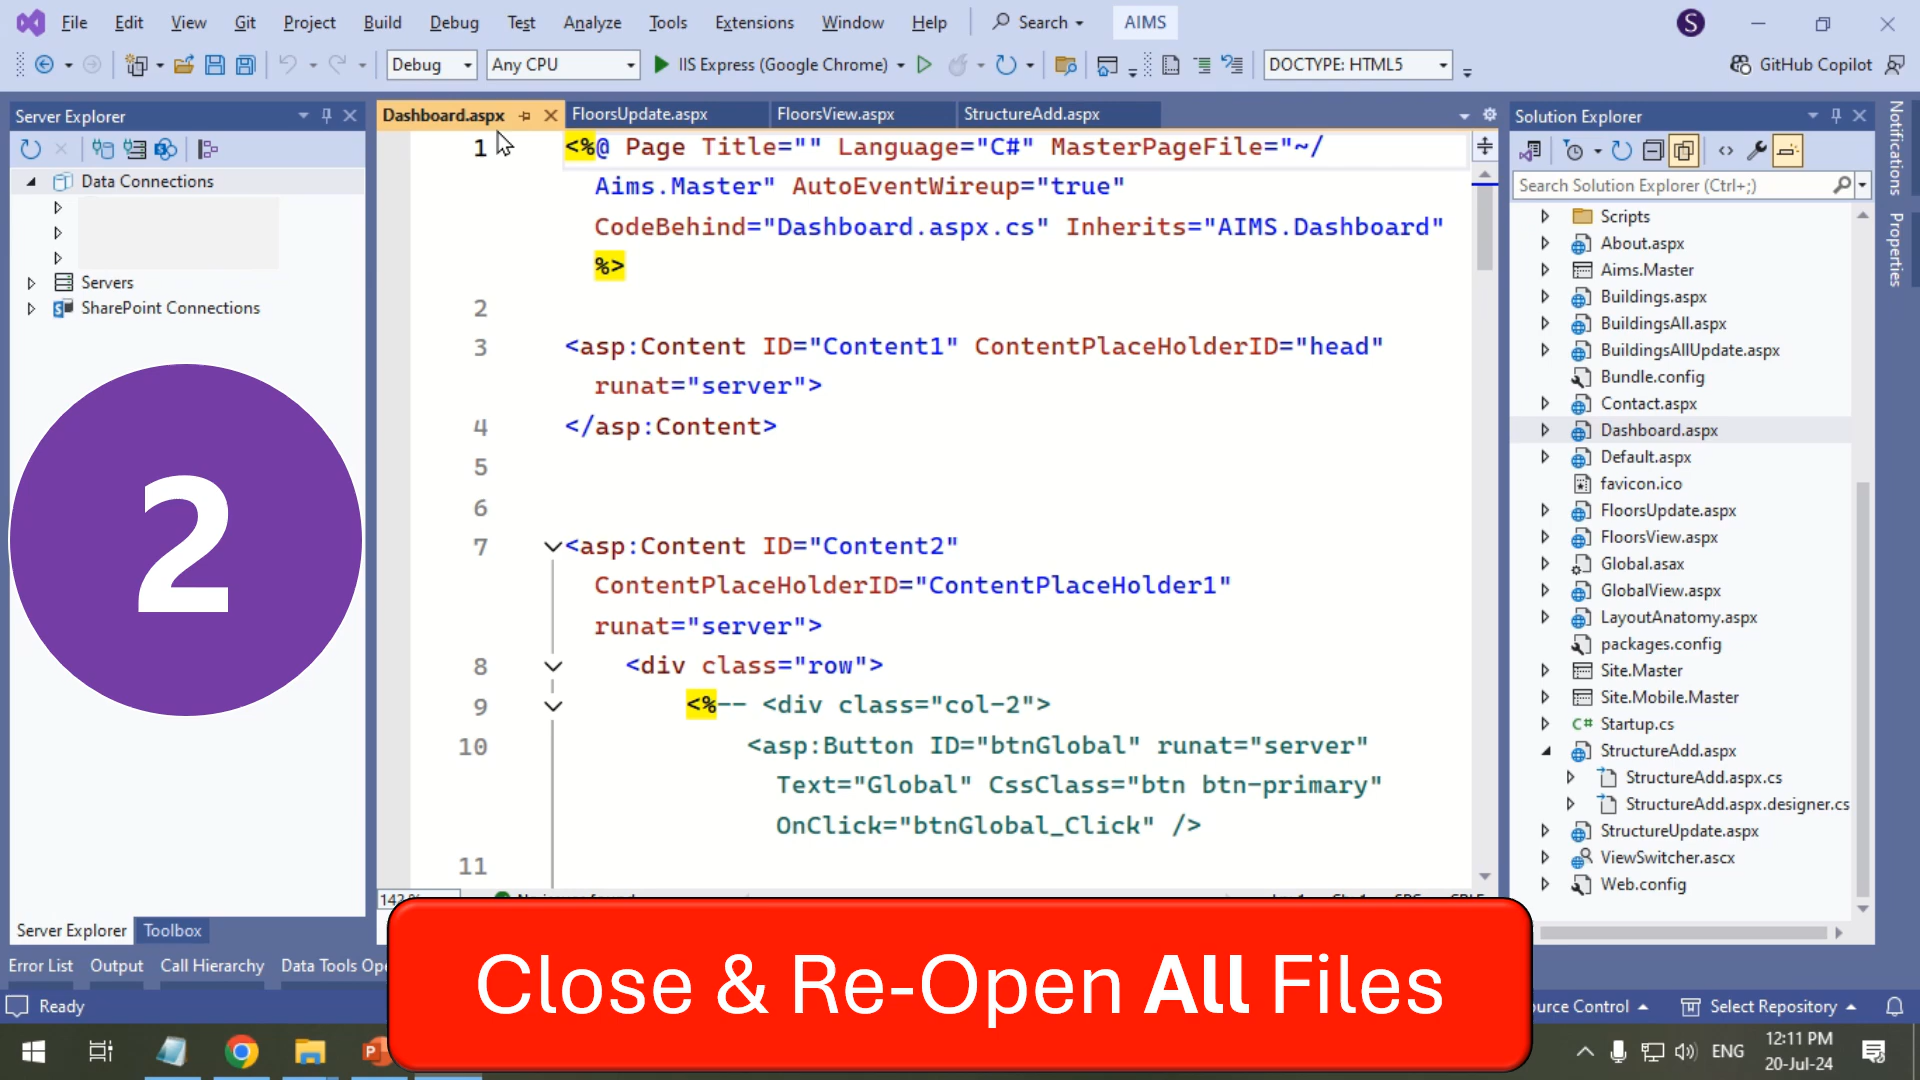 File Edit View Git Project Build Debug Test Analyze Tools Extensions Window Help Search AIMS S
Debug Any CPU IIS Express (Google Chrome) DOCTYPE: HTML5 GitHub Copilot
Server Explorer
Data Connections
Servers
SharePoint Connections
2
Server Explorer Toolbox
Dashboard.aspx FloorsUpdate.aspx FloorsView.aspx StructureAdd.aspx
1 <%@ Page Title="" Language="C#" MasterPageFile="~/
Aims.Master" AutoEventWireup="true"
CodeBehind="Dashboard.aspx.cs" Inherits="AIMS.Dashboard"
%>
2
3 <asp:Content ID="Content1" ContentPlaceHolderID="head"
runat="server">
4 </asp:Content>
5
6
7 <asp:Content ID="Content2"
ContentPlaceHolderID="ContentPlaceHolder1"
runat="server">
8 <div class="row">
9 <%-- <div class="col-2">
10 <asp:Button ID="btnGlobal" runat="server"
Text="Global" CssClass="btn btn-primary"
OnClick="btnGlobal_Click" />
11
Solution Explorer
Search Solution Explorer (Ctrl+;)
Scripts
About.aspx
Aims.Master
Buildings.aspx
BuildingsAll.aspx
BuildingsAllUpdate.aspx
Bundle.config
Contact.aspx
Dashboard.aspx
Default.aspx
favicon.ico
FloorsUpdate.aspx
FloorsView.aspx
Global.asax
GlobalView.aspx
LayoutAnatomy.aspx
packages.config
Site.Master
Site.Mobile.Master
C# Startup.cs
StructureAdd.aspx
StructureAdd.aspx.cs
StructureAdd.aspx.designer.cs
StructureUpdate.aspx
ViewSwitcher.ascx
Web.config
Notifications
Properties
Error List Output Call Hierarchy Data Tools
Close & Re-Open All Files
Ready
Control Select Repository
ENG
12:11 PM
20-Jul-24